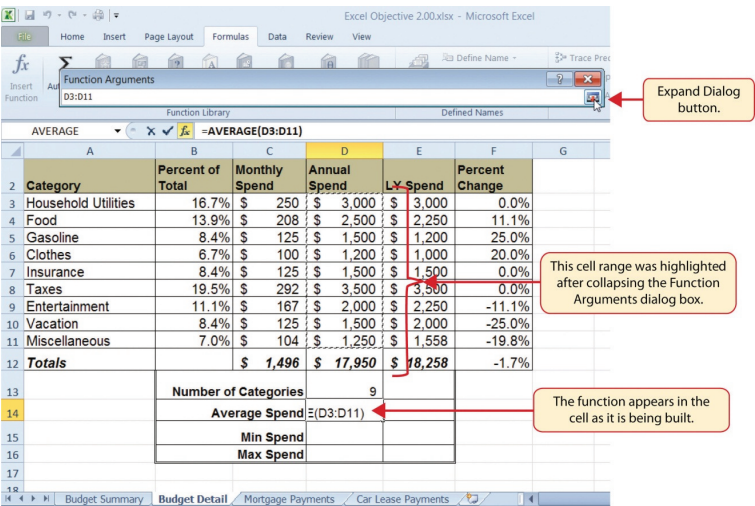 Excel Objective 2.00.xlsx - Microsoft Excel
File Home Insert Page Layout Formulas Data Review View
fx Σ Define Name Trace
Insert
Function
Function Arguments
D3:D11
Expand Dialog
button.
Function Library Defined Names
AVERAGE fx =AVERAGE(D3:D11)
A B C D E F G
2 Category Percent of Total Monthly Spend Annual Spend LY Spend Percent Change
3 Household Utilities 16.7% $ 250 $ 3,000 $ 3,000 0.0%
4 Food 13.9% $ 208 $ 2,500 $ 2,250 11.1%
5 Gasoline 8.4% $ 125 $ 1,500 $ 1,200 25.0%
6 Clothes 6.7% $ 100 $ 1,200 $ 1,000 20.0%
7 Insurance 8.4% $ 125 $ 1,500 $ 1,500 0.0%
8 Taxes 19.5% $ 292 $ 3,500 $ 3,500 0.0%
9 Entertainment 11.1% $ 167 $ 2,000 $ 2,250 -11.1%
10 Vacation 8.4% $ 125 $ 1,500 $ 2,000 -25.0%
11 Miscellaneous 7.0% $ 104 $ 1,250 $ 1,558 -19.8%
12 Totals $ 1,496 $ 17,950 $ 18,258 -1.7%
This cell range was highlighted
after collapsing the Function
Arguments dialog box.
13 Number of Categories 9
14 Average Spend E(D3:D11)
The function appears in the
cell as it is being built.
15 Min Spend
16 Max Spend
17
18
Budget Summary Budget Detail Mortgage Payments Car Lease Payments